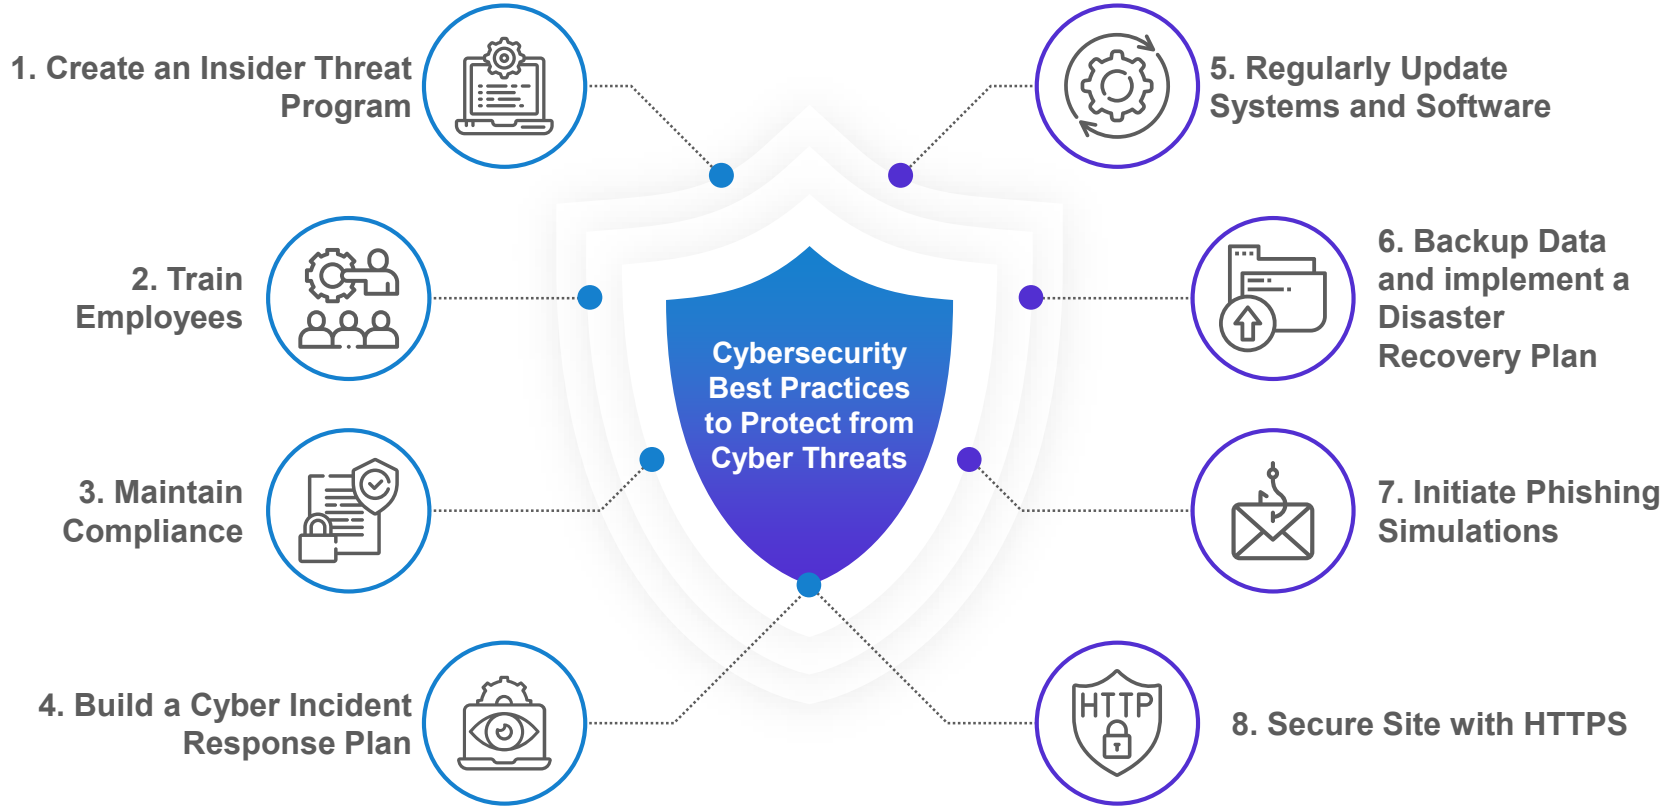 1. Create an Insider Threat
Program
2. Train
Employees
3. Maintain
Compliance
4. Build a Cyber Incident
Response Plan
Cybersecurity
Best Practices
to Protect from
Cyber Threats
5. Regularly Update
Systems and Software
6. Backup Data
and implement a
Disaster
Recovery Plan
7. Initiate Phishing
Simulations
HTTP
8. Secure Site with HTTPS